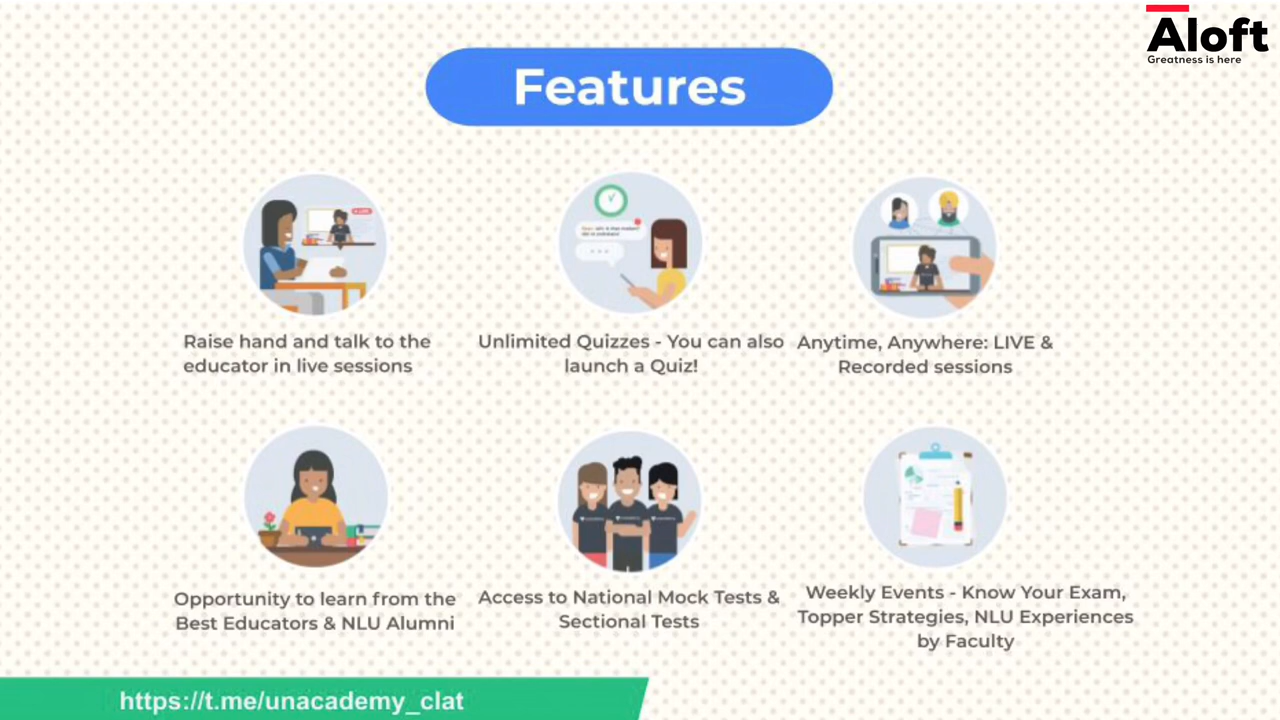 Aloft
Greatness is here
Features
Raise hand and talk to the
educator in live sessions
Unlimited Quizzes - You can also
launch a Quiz!
Anytime, Anywhere: LIVE &
Recorded sessions
Opportunity to learn from the
Best Educators & NLU Alumni
Access to National Mock Tests &
Sectional Tests
Weekly Events - Know Your Exam,
Topper Strategies, NLU Experiences
by Faculty
https://t.me/unacademy_clat